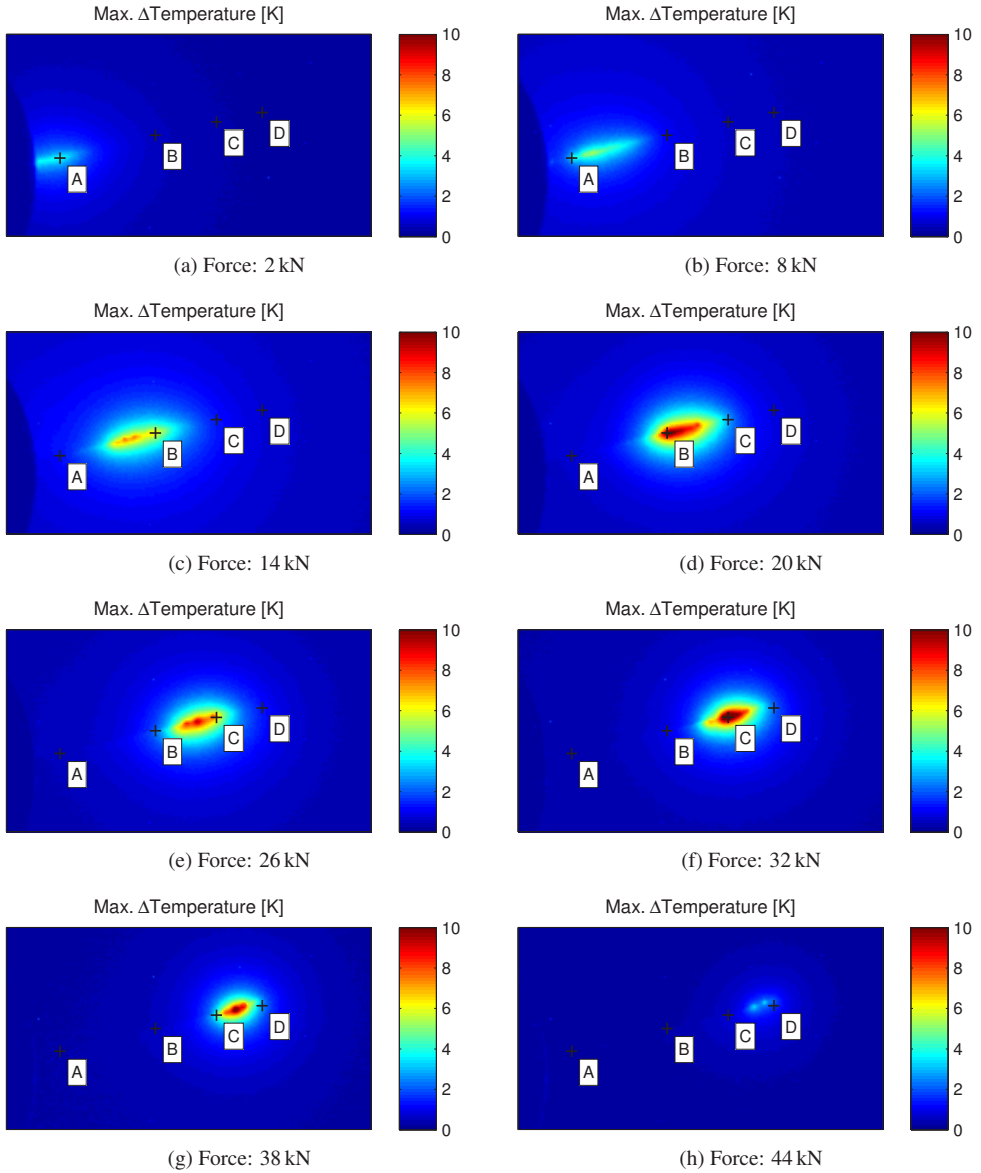 Max. ΔTemperature [K]
Max. ΔTemperature [K]
10
8
6
4
2
0
A
B
C
D
10
8
6
4
2
0
A
B
C
D
(a) Force: 2 kN
(b) Force: 8 kN
Max. ΔTemperature [K]
Max. ΔTemperature [K]
10
8
6
4
2
0
A
B
C
D
10
8
6
4
2
0
A
B
C
D
(c) Force: 14 kN
(d) Force: 20 kN
Max. ΔTemperature [K]
Max. ΔTemperature [K]
10
8
6
4
2
0
A
B
C
D
10
8
6
4
2
0
A
B
C
D
(e) Force: 26 kN
(f) Force: 32 kN
Max. ΔTemperature [K]
Max. ΔTemperature [K]
10
8
6
4
2
0
A
B
C
D
10
8
6
4
2
0
A
B
C
D
(g) Force: 38 kN
(h) Force: 44 kN